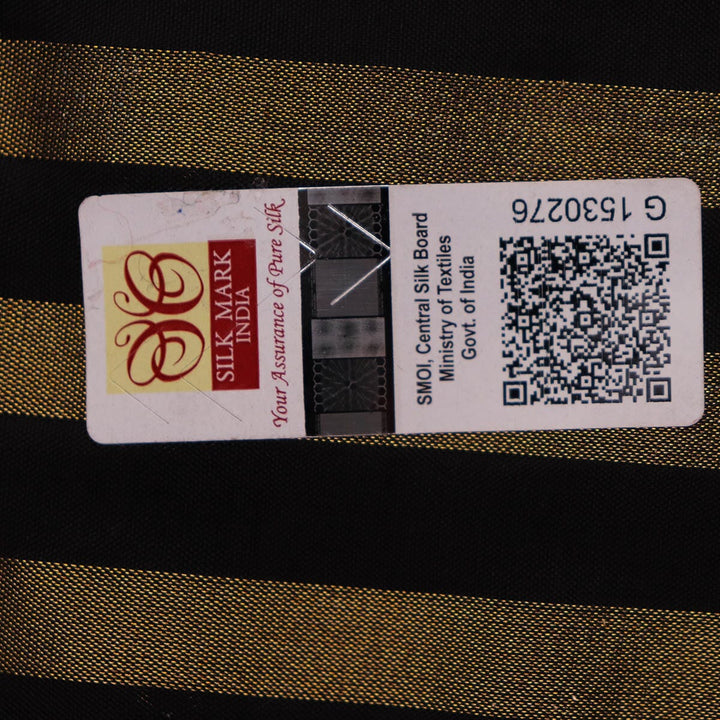 SILK MARK
INDIA
Your Assurance of Pure Silk
SMOI, Central Silk Board
Ministry of Textiles
Govt. of India
G 1530276